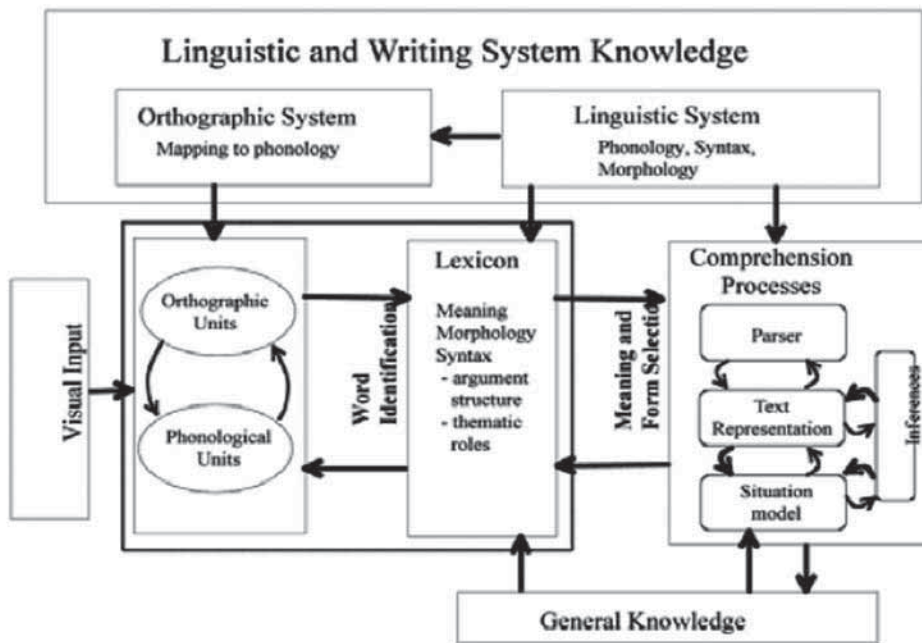 Linguistic and Writing System Knowledge
Orthographic System
Mapping to phonology
Linguistic System
Phonology, Syntax,
Morphology
Visual Input
Orthographic
Units
Phonological
Units
Word
Identification
Lexicon
Meaning
Morphology
Syntax
- argument
structure
- thematic
roles
Meaning and
Form Selection
Comprehension
Processes
Parser
Text
Representation
Situation
model
Inferences
General Knowledge